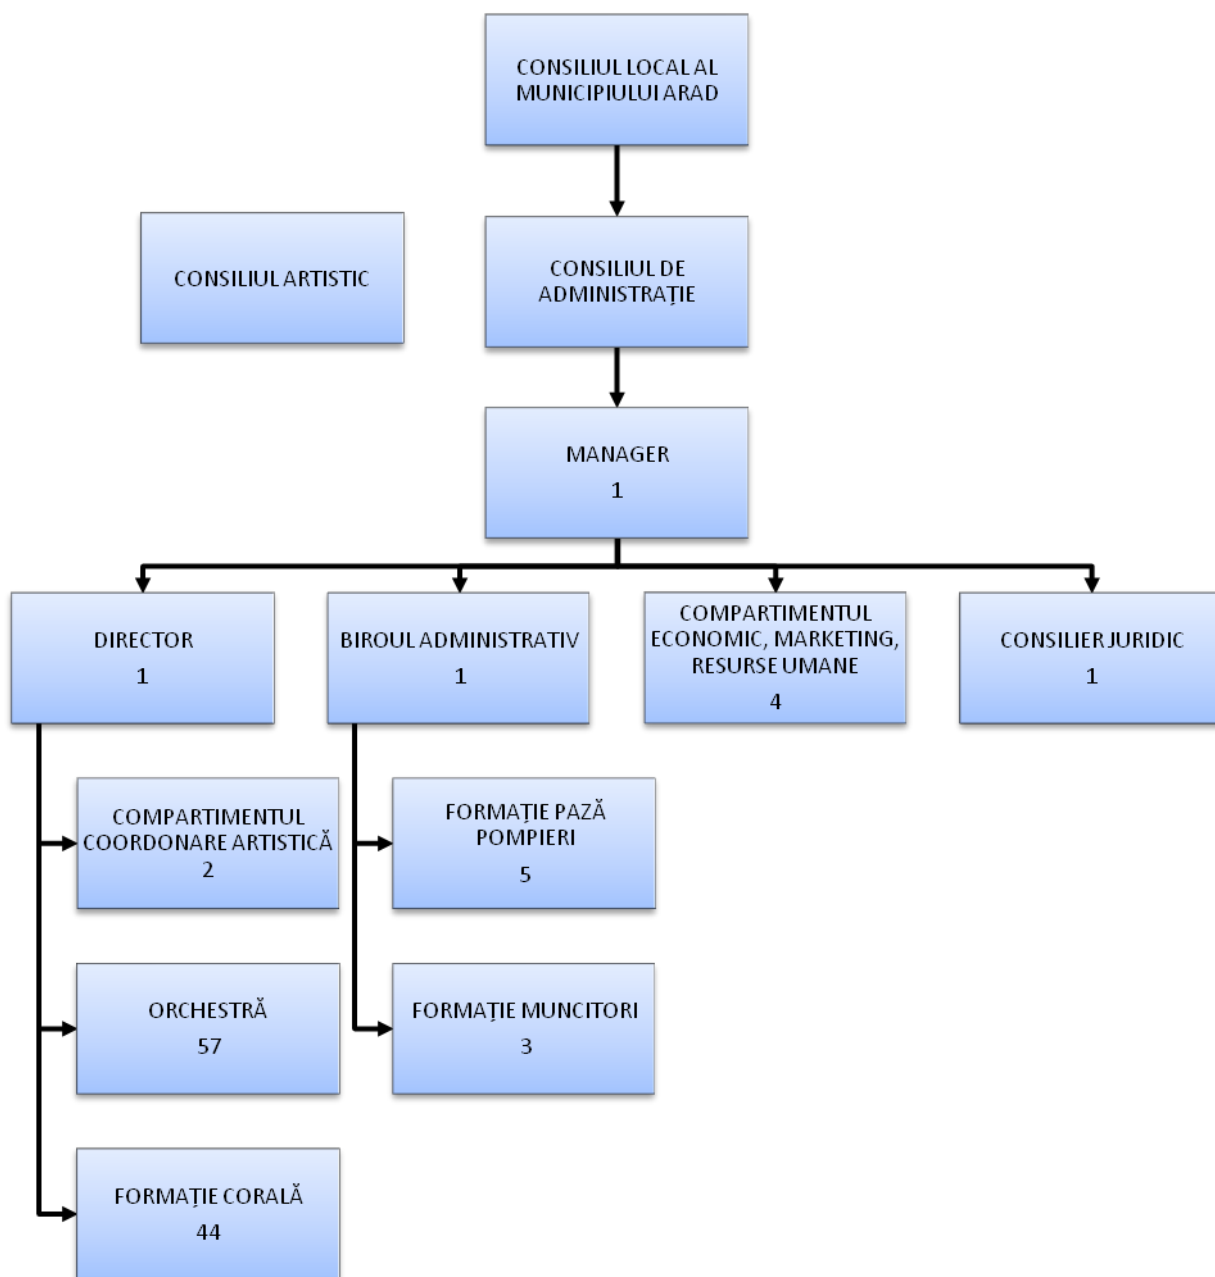 CONSILIUL LOCAL AL
MUNICIPIULUI ARAD
CONSILIUL ARTISTIC
CONSILIUL DE
ADMINISTRAȚIE
MANAGER
1
DIRECTOR
1
BIROUL ADMINISTRATIV
1
COMPARTIMENTUL
ECONOMIC, MARKETING,
RESURSE UMANE
4
CONSILIER JURIDIC
1
COMPARTIMENTUL
COORDONARE ARTISTICĂ
2
FORMAȚIE PAZĂ
POMPIERI
5
ORCHESTRĂ
57
FORMAȚIE MUNCITORI
3
FORMAȚIE CORALĂ
44